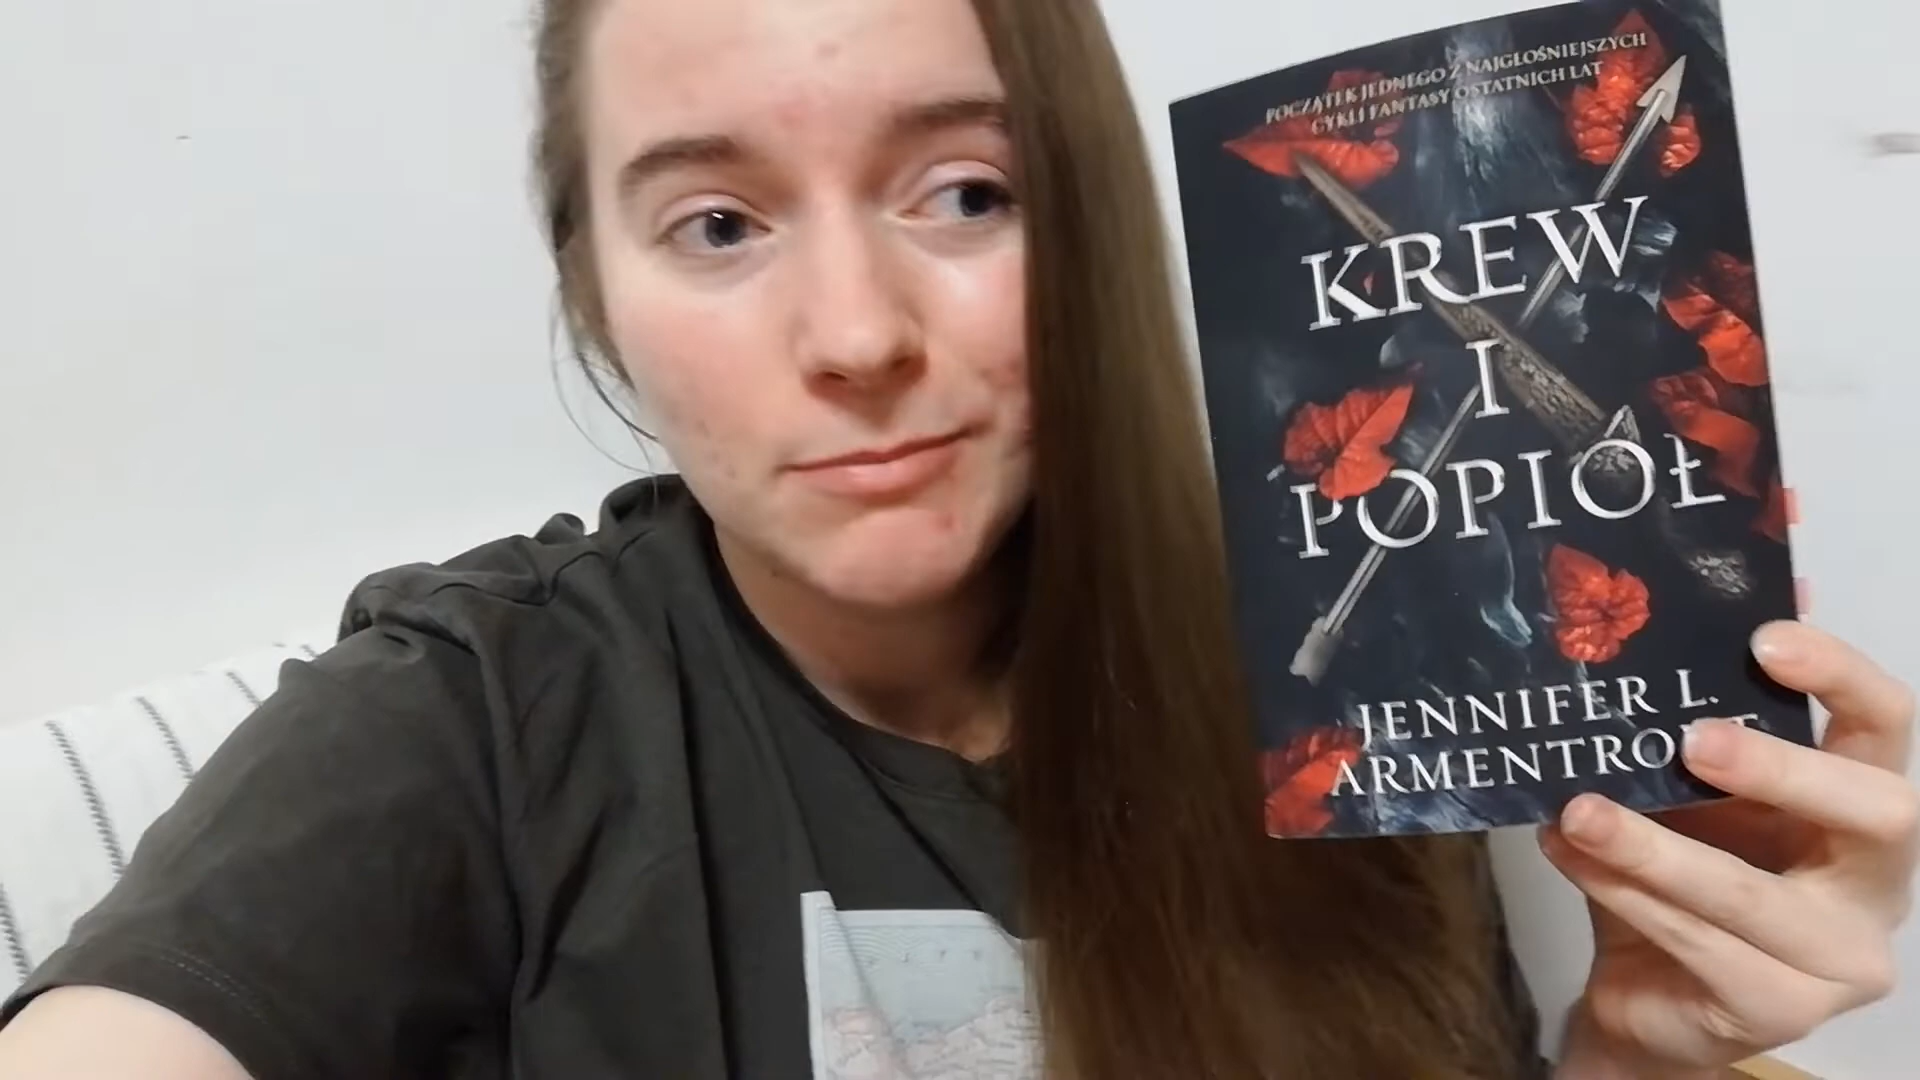 POCZĄTEK JEDNEGO Z NAJGŁOŚNIEJSZYCH
CYKLI FANTASY OSTATNICH LAT
KREW
I
POPIÓŁ
JENNIFER L.
ARMENTROUT